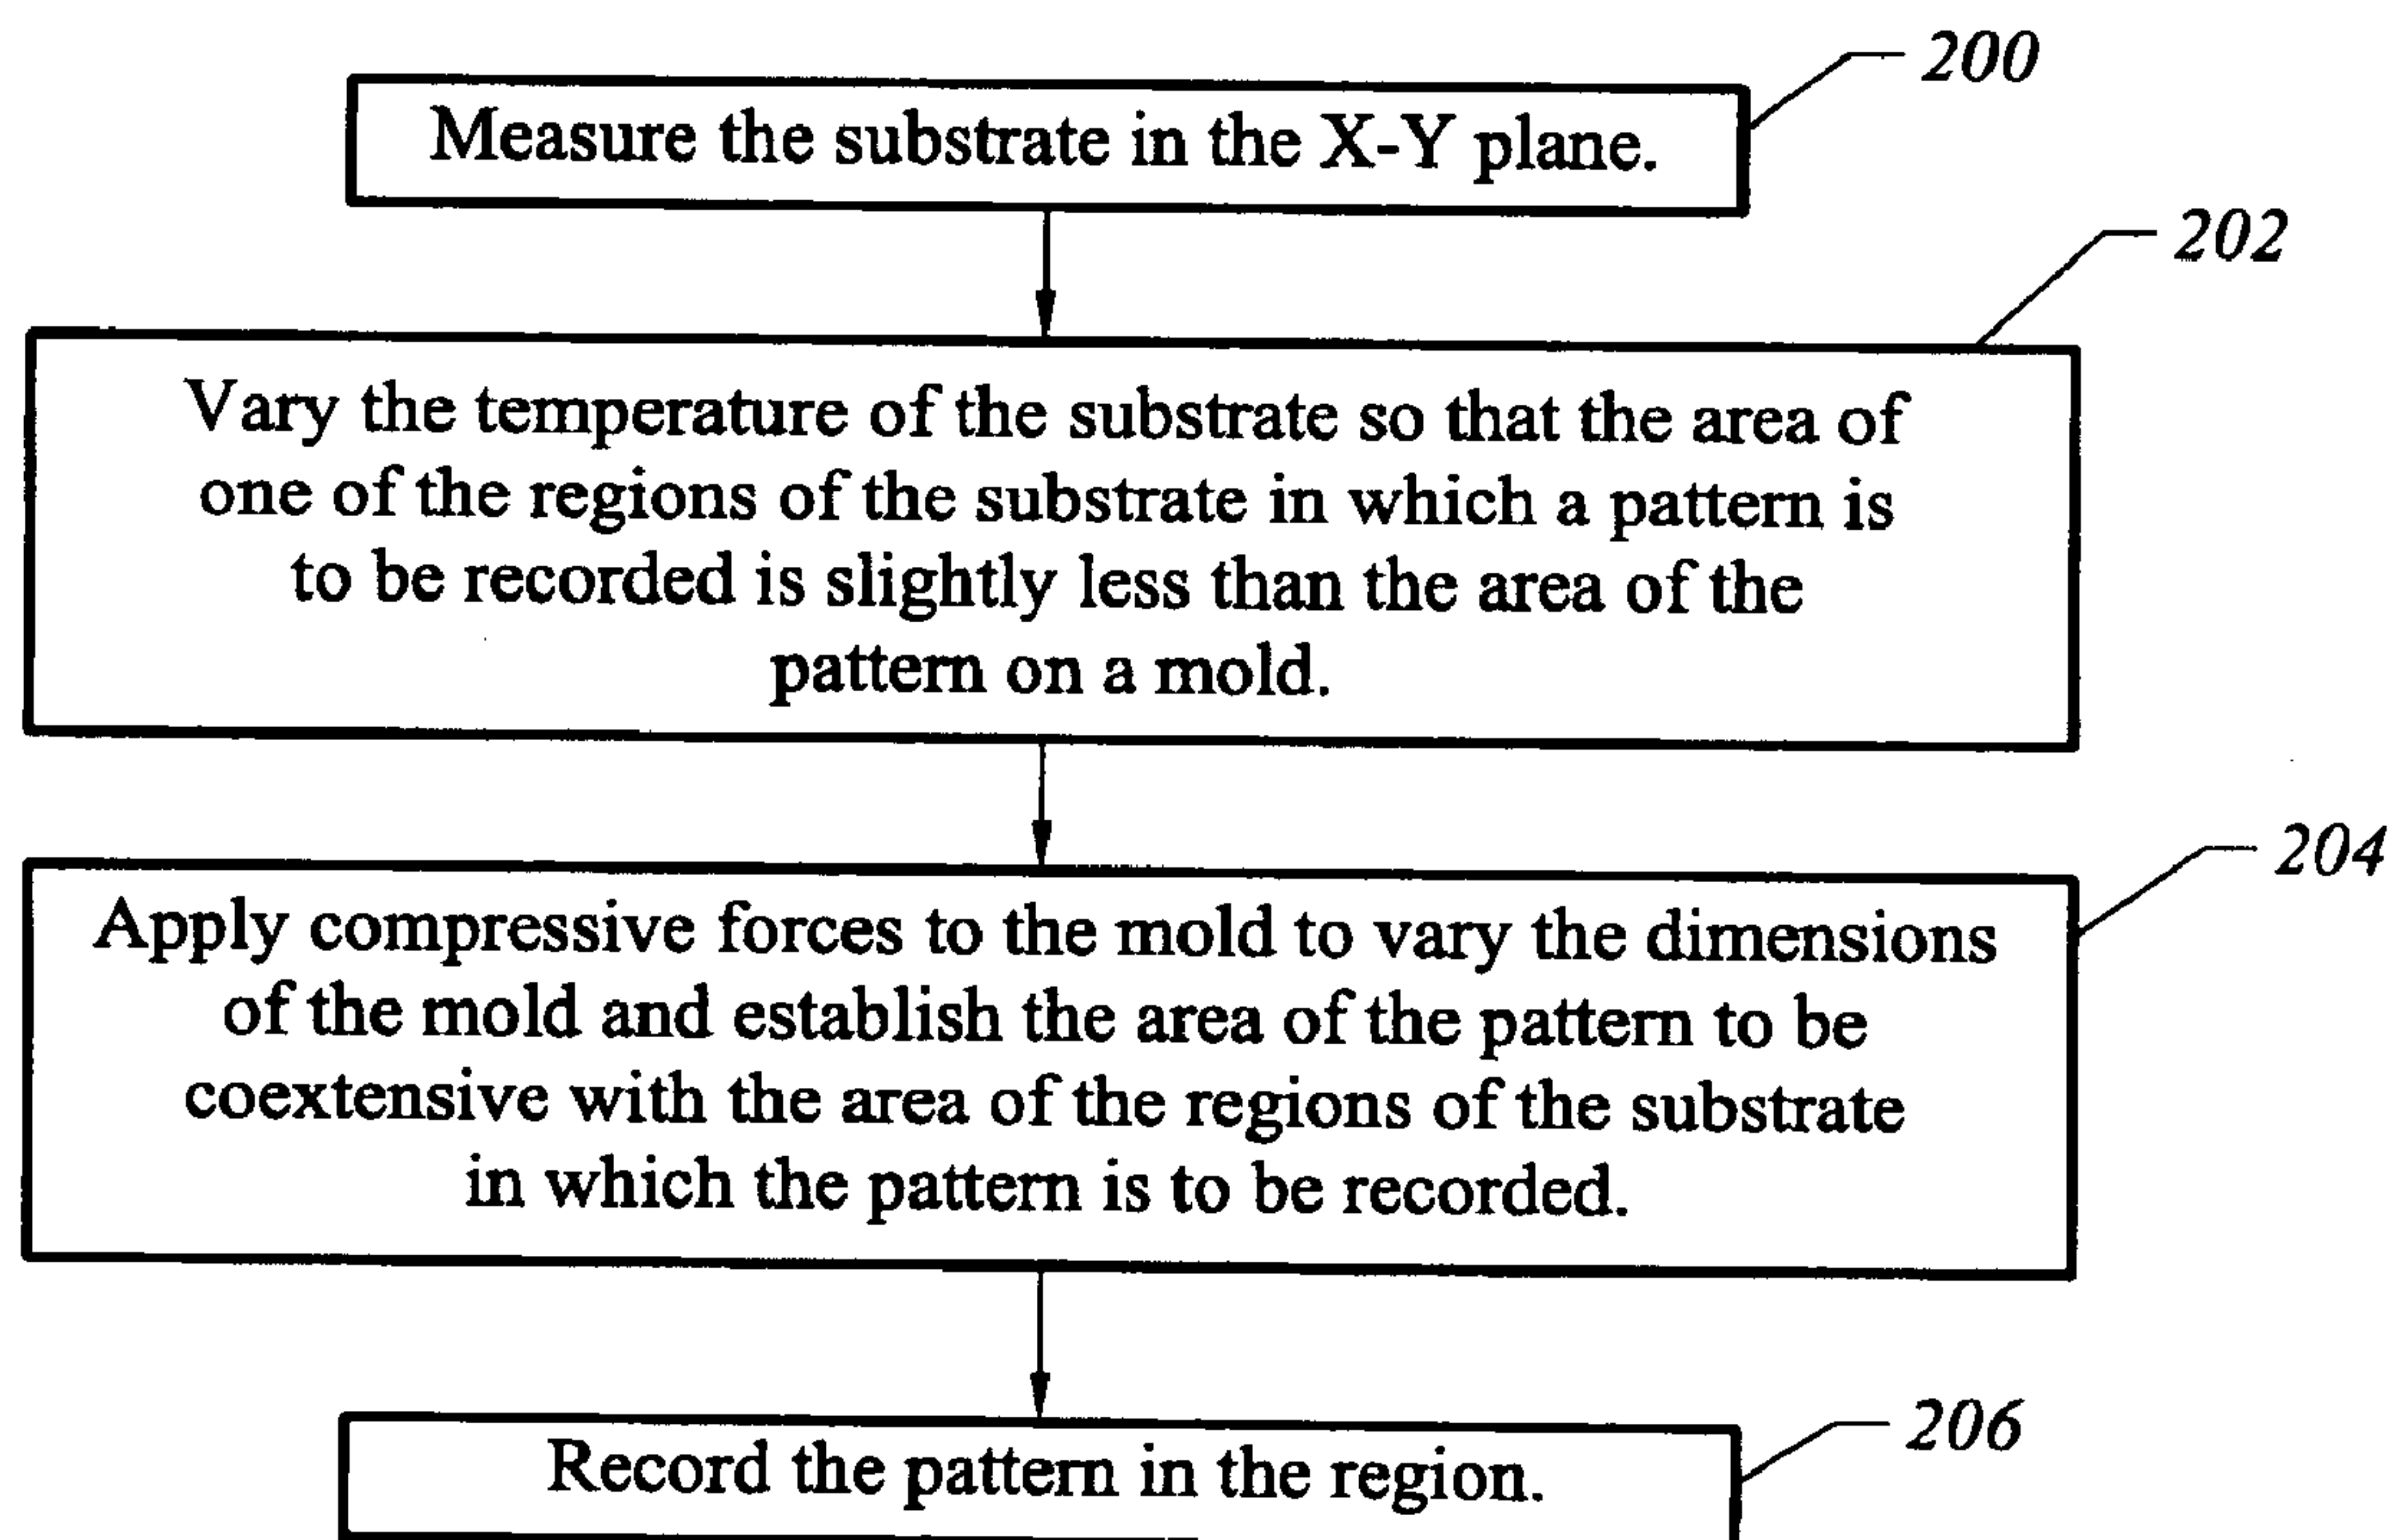 200
Measure the substrate in the X-Y plane.
202
Vary the temperature of the substrate so that the area of
one of the regions of the substrate in which a pattern is
to be recorded is slightly less than the area of the
pattern on a mold.
204
Apply compressive forces to the mold to vary the dimensions
of the mold and establish the area of the pattern to be
coextensive with the area of the regions of the substrate
in which the pattern is to be recorded.
206
Record the pattern in the region.